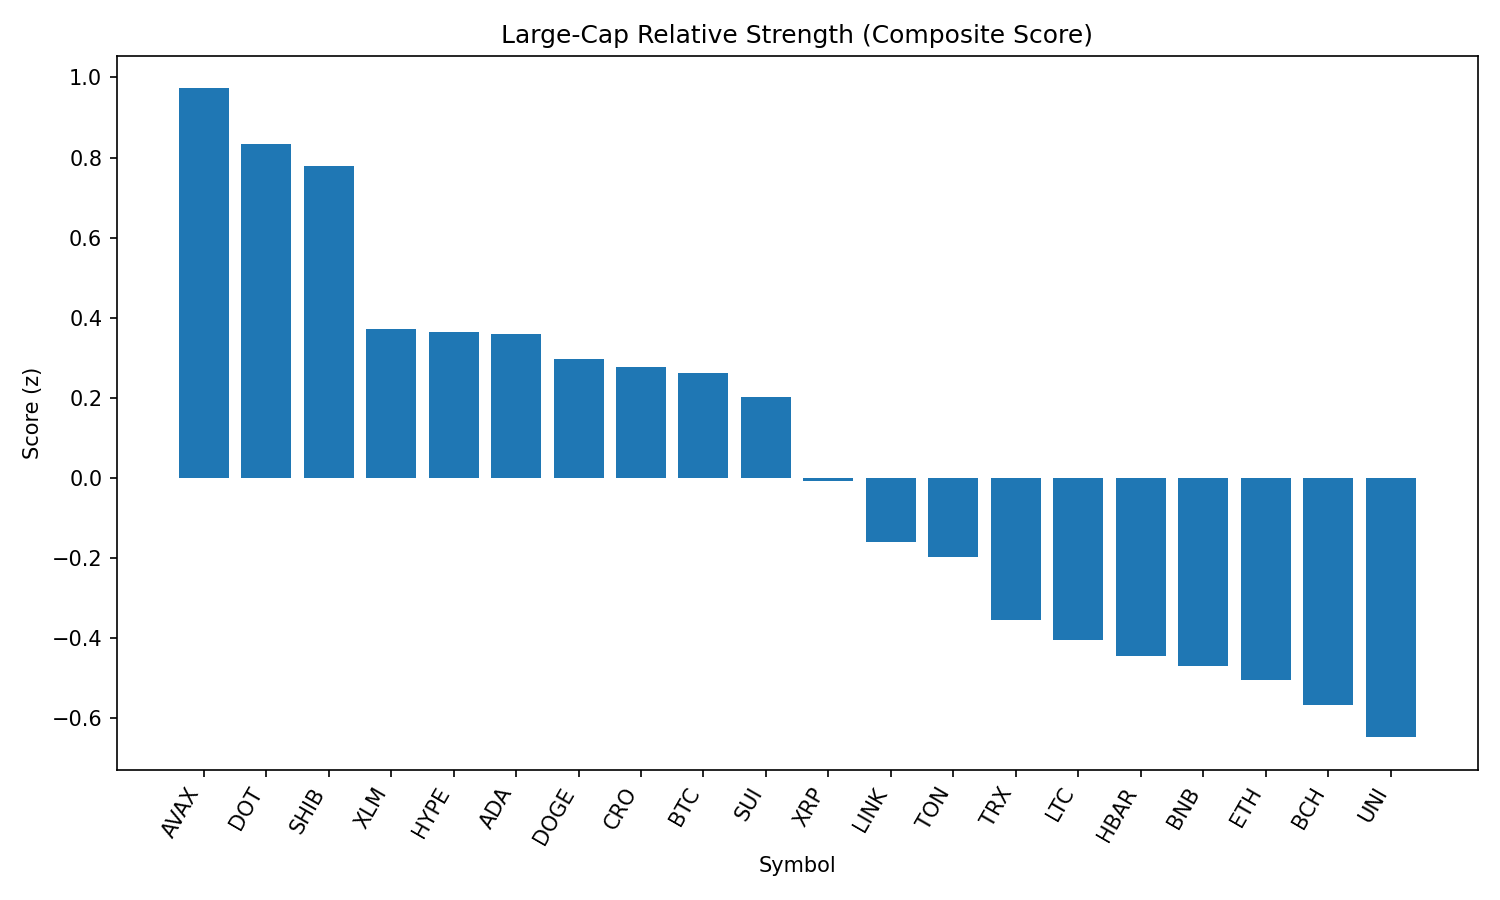 Large-Cap Relative Strength (Composite Score)
1.0
0.8
0.6
0.4
0.2
0.0
−0.2
−0.4
−0.6
Score (z)
AVAX
DOT
SHIB
XLM
HYPE
ADA
DOGE
CRO
BTC
SUI
XRP
LINK
TON
TRX
LTC
HBAR
BNB
ETH
BCH
UNI
Symbol